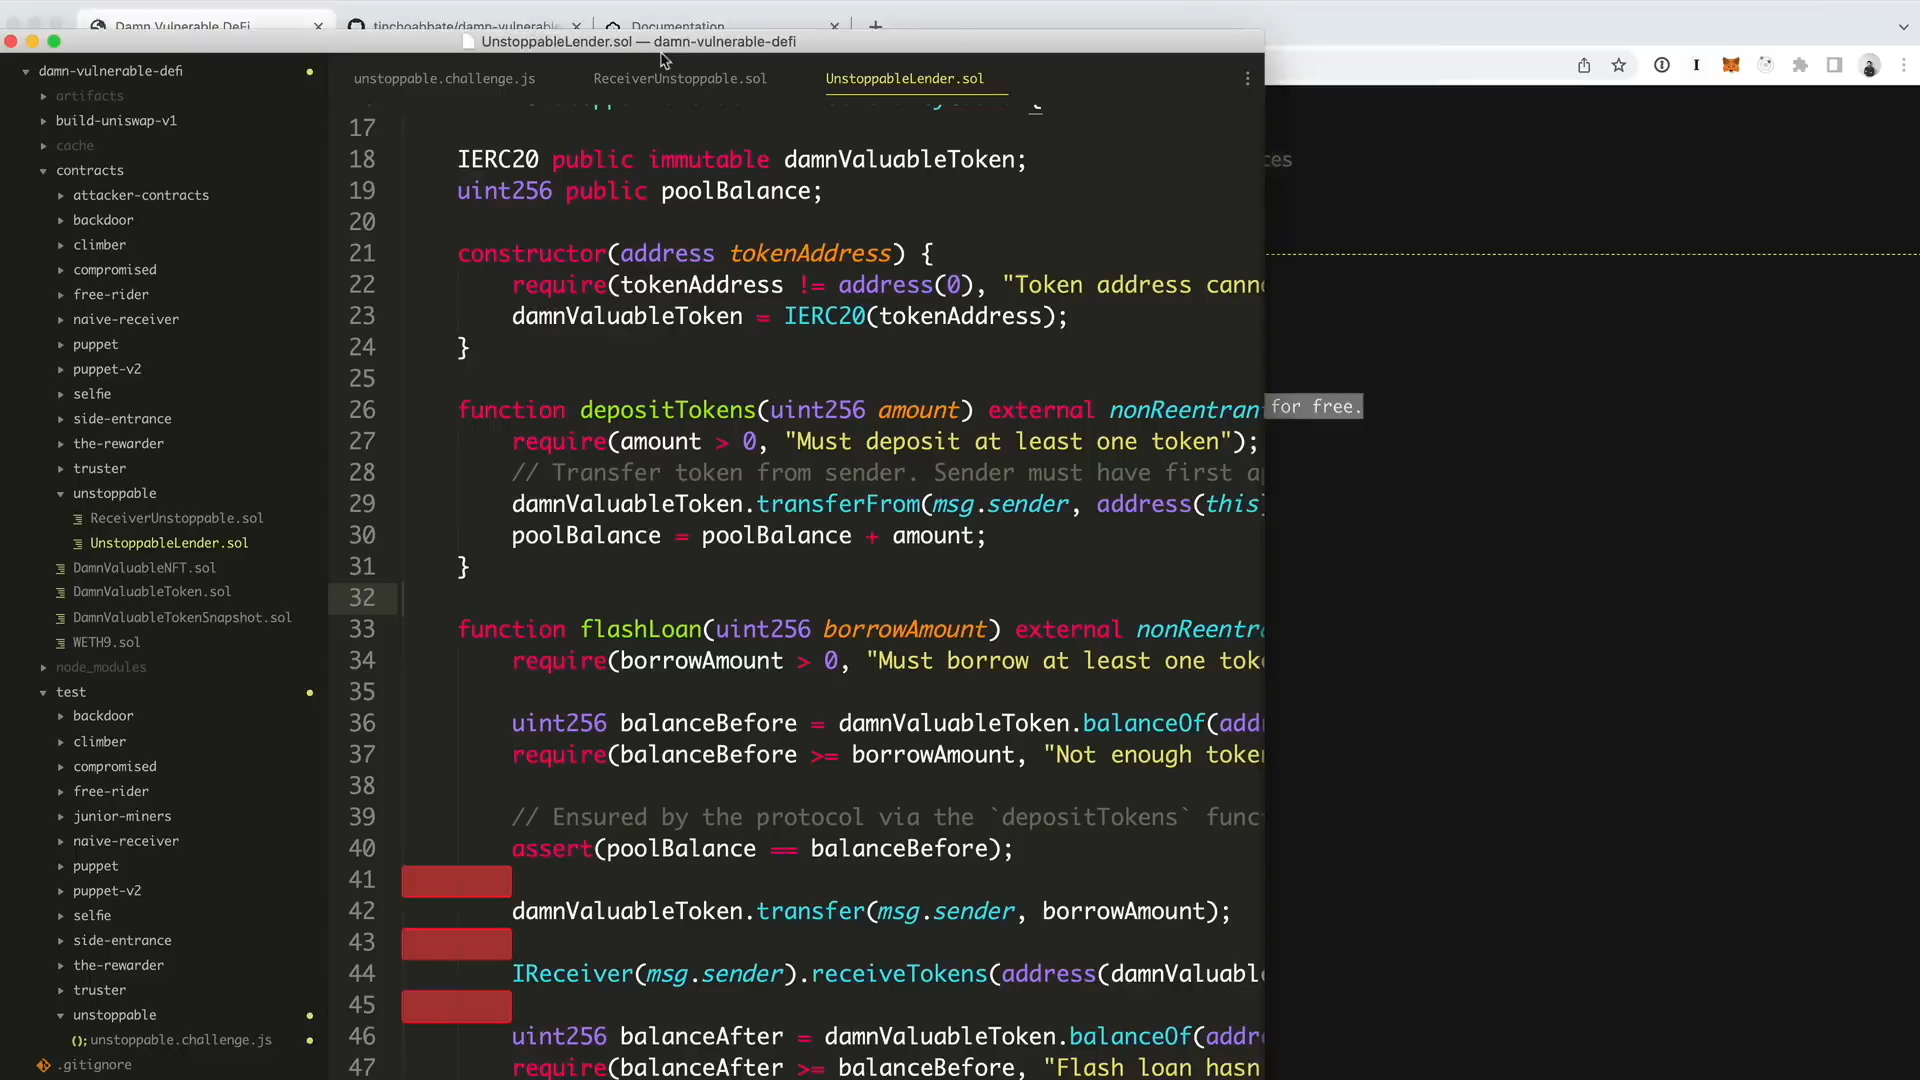 Damn Vulnerable DeFi
tinchoabbate/damn-vulnerable
Documentation
UnstoppableLender.sol — damn-vulnerable-defi
damn-vulnerable-defi
artifacts
build-uniswap-v1
cache
contracts
attacker-contracts
backdoor
climber
compromised
free-rider
naive-receiver
puppet
puppet-v2
selfie
side-entrance
the-rewarder
truster
unstoppable
ReceiverUnstoppable.sol
UnstoppableLender.sol
DamnValuableNFT.sol
DamnValuableToken.sol
DamnValuableTokenSnapshot.sol
WETH9.sol
node_modules
test
backdoor
climber
compromised
free-rider
junior-miners
naive-receiver
puppet
puppet-v2
selfie
side-entrance
the-rewarder
truster
unstoppable
unstoppable.challenge.js
.gitignore
unstoppable.challenge.js ReceiverUnstoppable.sol UnstoppableLender.sol
17
18 IERC20 public immutable damnValuableToken;
19 uint256 public poolBalance;
20
21 constructor(address tokenAddress) {
22 require(tokenAddress != address(0), "Token address cann
23 damnValuableToken = IERC20(tokenAddress);
24 }
25
26 function depositTokens(uint256 amount) external nonReentran
27 require(amount > 0, "Must deposit at least one token");
28 // Transfer token from sender. Sender must have first a
29 damnValuableToken.transferFrom(msg.sender, address(this)
30 poolBalance = poolBalance + amount;
31 }
32
33 function flashLoan(uint256 borrowAmount) external nonReentra
34 require(borrowAmount > 0, "Must borrow at least one tok
35
36 uint256 balanceBefore = damnValuableToken.balanceOf(add
37 require(balanceBefore >= borrowAmount, "Not enough toke
38
39 // Ensured by the protocol via the `depositTokens` func
40 assert(poolBalance == balanceBefore);
41
42 damnValuableToken.transfer(msg.sender, borrowAmount);
43
44 IReceiver(msg.sender).receiveTokens(address(damnValuabl
45
46 uint256 balanceAfter = damnValuableToken.balanceOf(addr
47 require(balanceAfter >= balanceBefore, "Flash loan hasn
ces
for free.